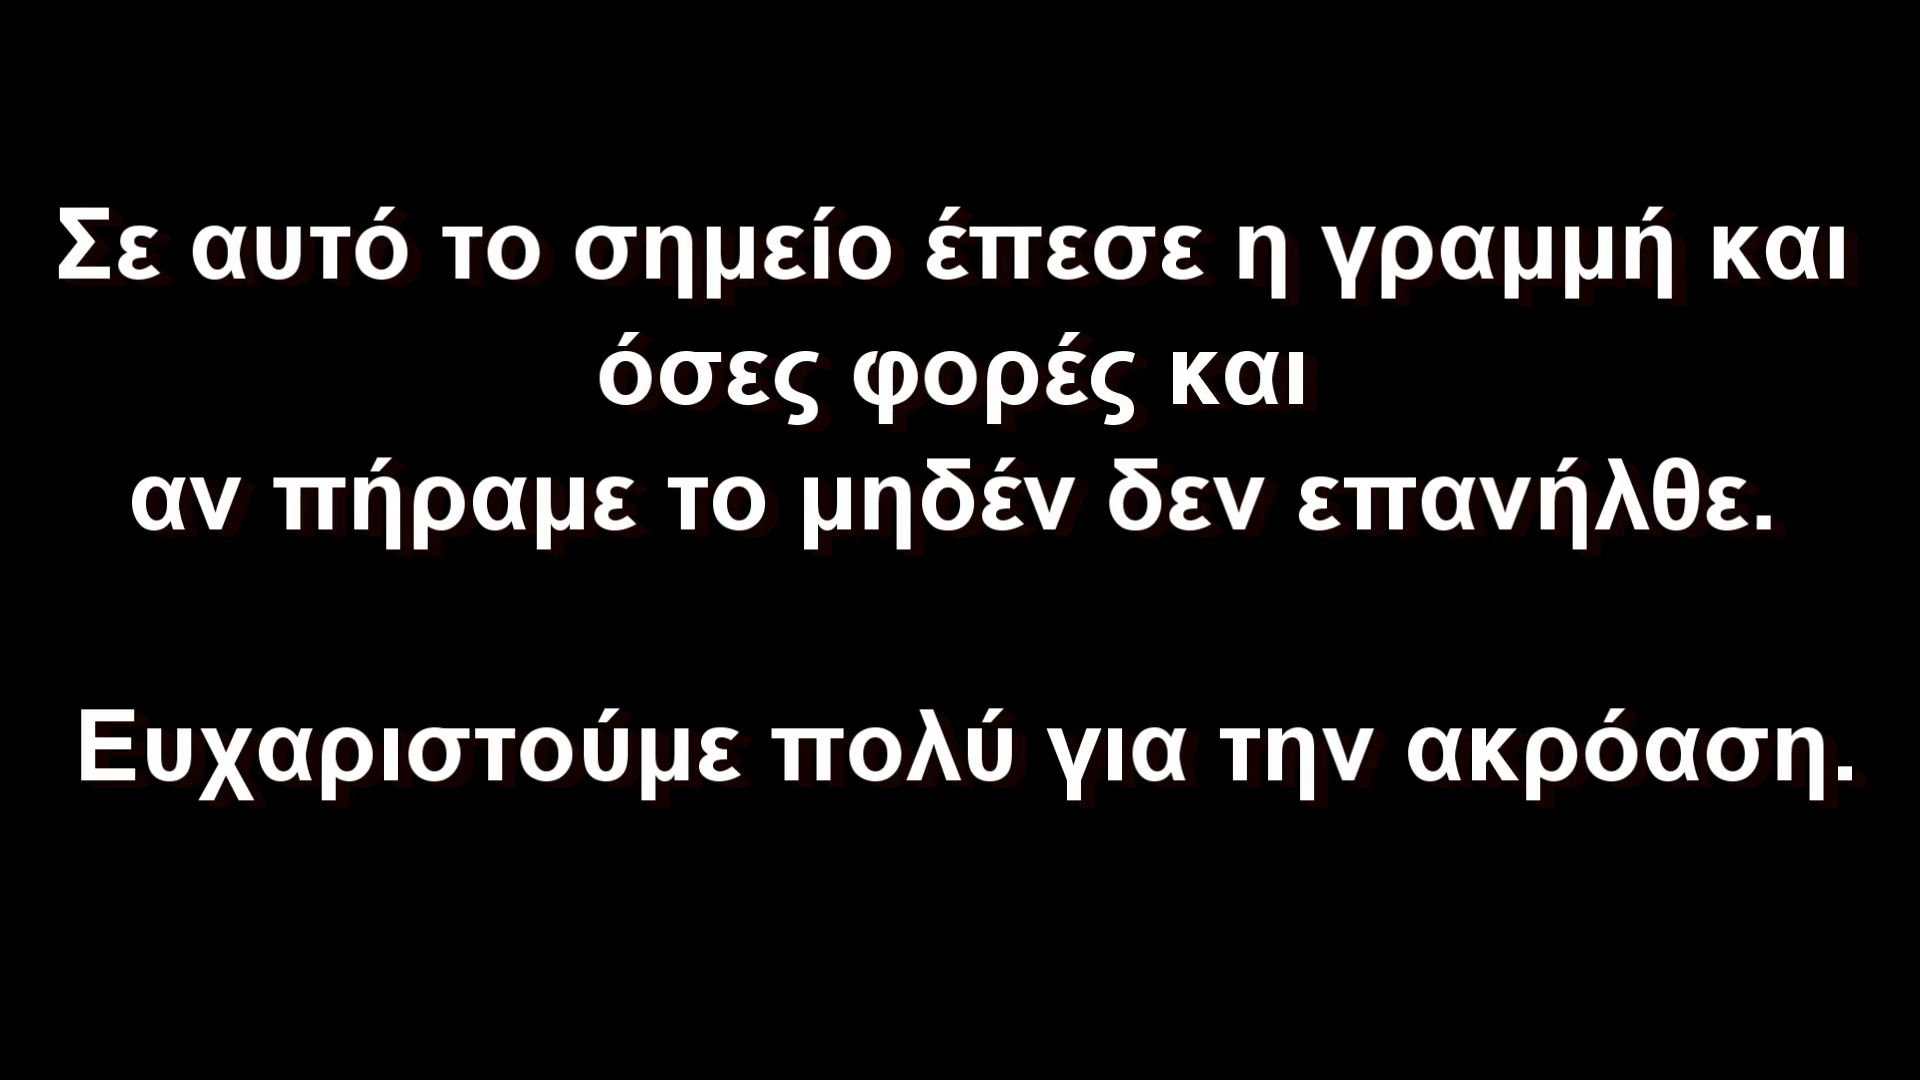 Σε αυτό το σημείο έπεσε η γραμμή και
όσες φορές και
αν πήραμε το μηδέν δεν επανήλθε.
Ευχαριστούμε πολύ για την ακρόαση.